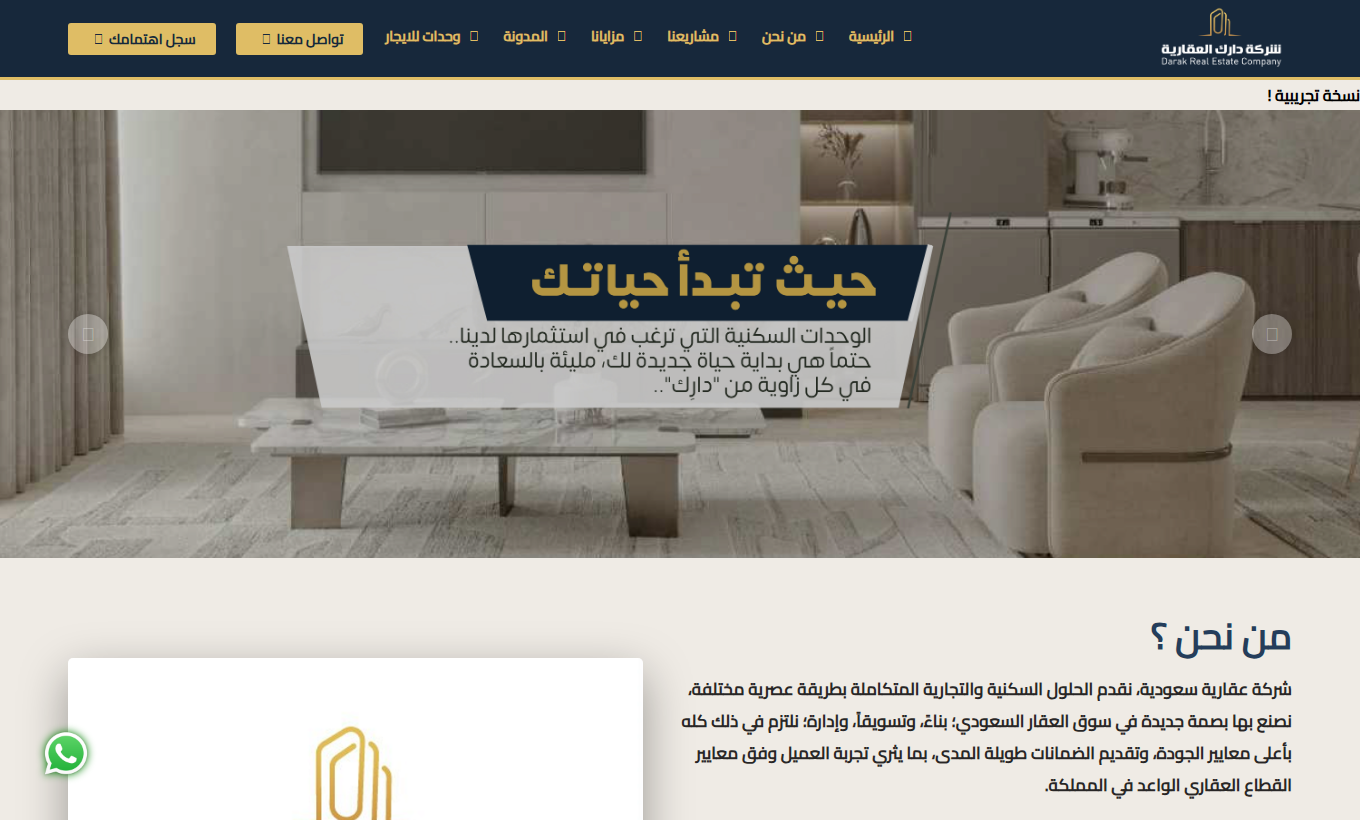 شركة دارك العقارية
Darak Real Estate Company
الرئيسية
من نحن
مشاريعنا
مزايانا
المدونة
وحدات للايجار
تواصل معنا
سجل اهتمامك
نسخة تجريبية !
حيث تبدأ حياتك
الوحدات السكنية التي ترغب في استثمارها لدينا..
حتماً هي بداية حياة جديدة لك، مليئة بالسعادة
في كل زاوية من "دارِك"..
من نحن ؟
شركة عقارية سعودية، نقدم الحلول السكنية والتجارية المتكاملة بطريقة عصرية مختلفة،
نصنع بها بصمة جديدة في سوق العقار السعودي؛ بناءً، وتسويقاً، وإدارة؛ نلتزم في ذلك كله
بأعلى معايير الجودة، وتقديم الضمانات طويلة المدى، بما يثري تجربة العميل وفق معايير
القطاع العقاري الواعد في المملكة.